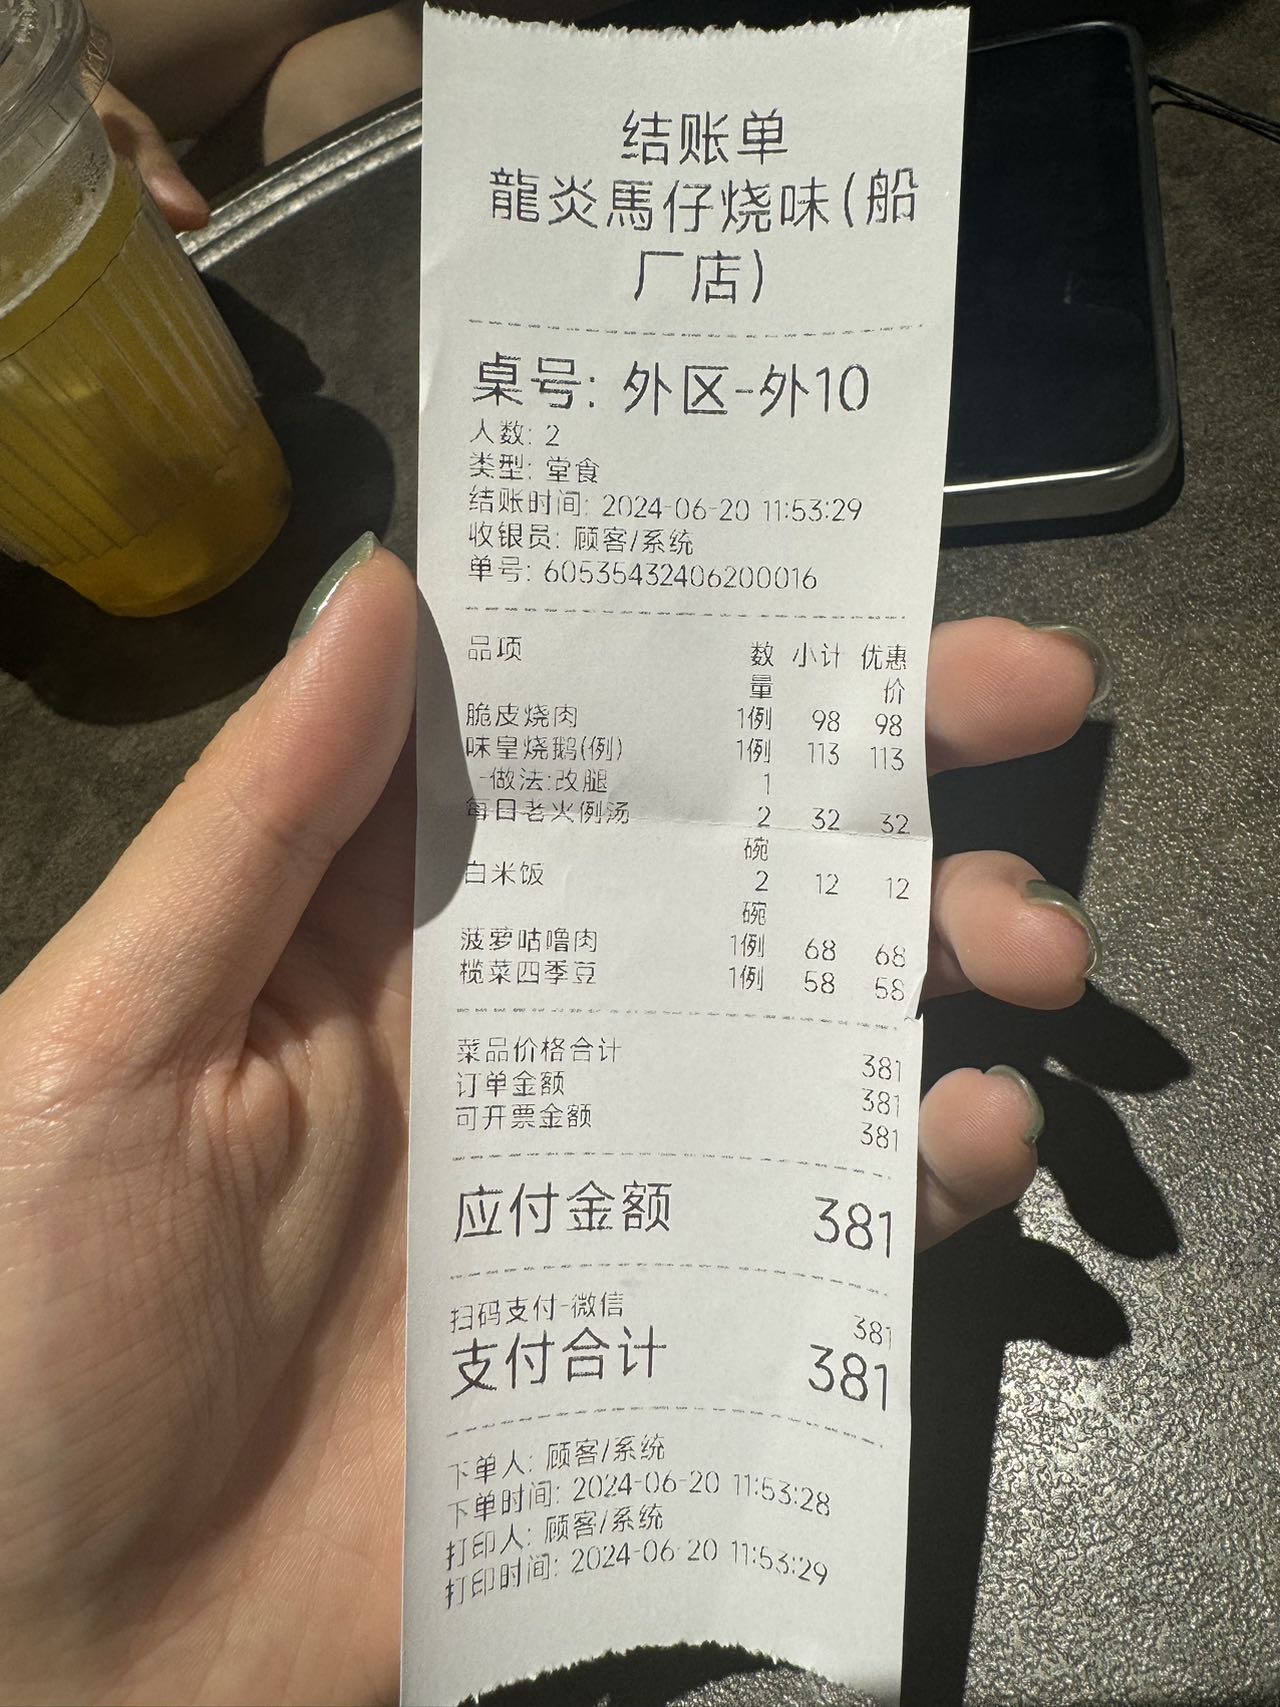 结账单
龍炎馬仔烧味(船
厂店)
桌号: 外区-外10
人数: 2
类型: 堂食
结账时间: 2024-06-20 11:53:29
收银员: 顾客/系统
单号: 60535432406200016
品项 数 小计 优惠
量 价
脆皮烧肉 1例 98 98
味皇烧鹅(例) 1例 113 113
-做法:改腿 1
每日老火例汤 2 32 32
碗
白米饭 2 12 12
碗
菠萝咕噜肉 1例 68 68
榄菜四季豆 1例 58 58
菜品价格合计 381
订单金额 381
可开票金额 381
应付金额 381
扫码支付-微信 381
支付合计 381
下单人: 顾客/系统
下单时间: 2024-06-20 11:53:28
打印人: 顾客/系统
打印时间: 2024-06-20 11:53:29